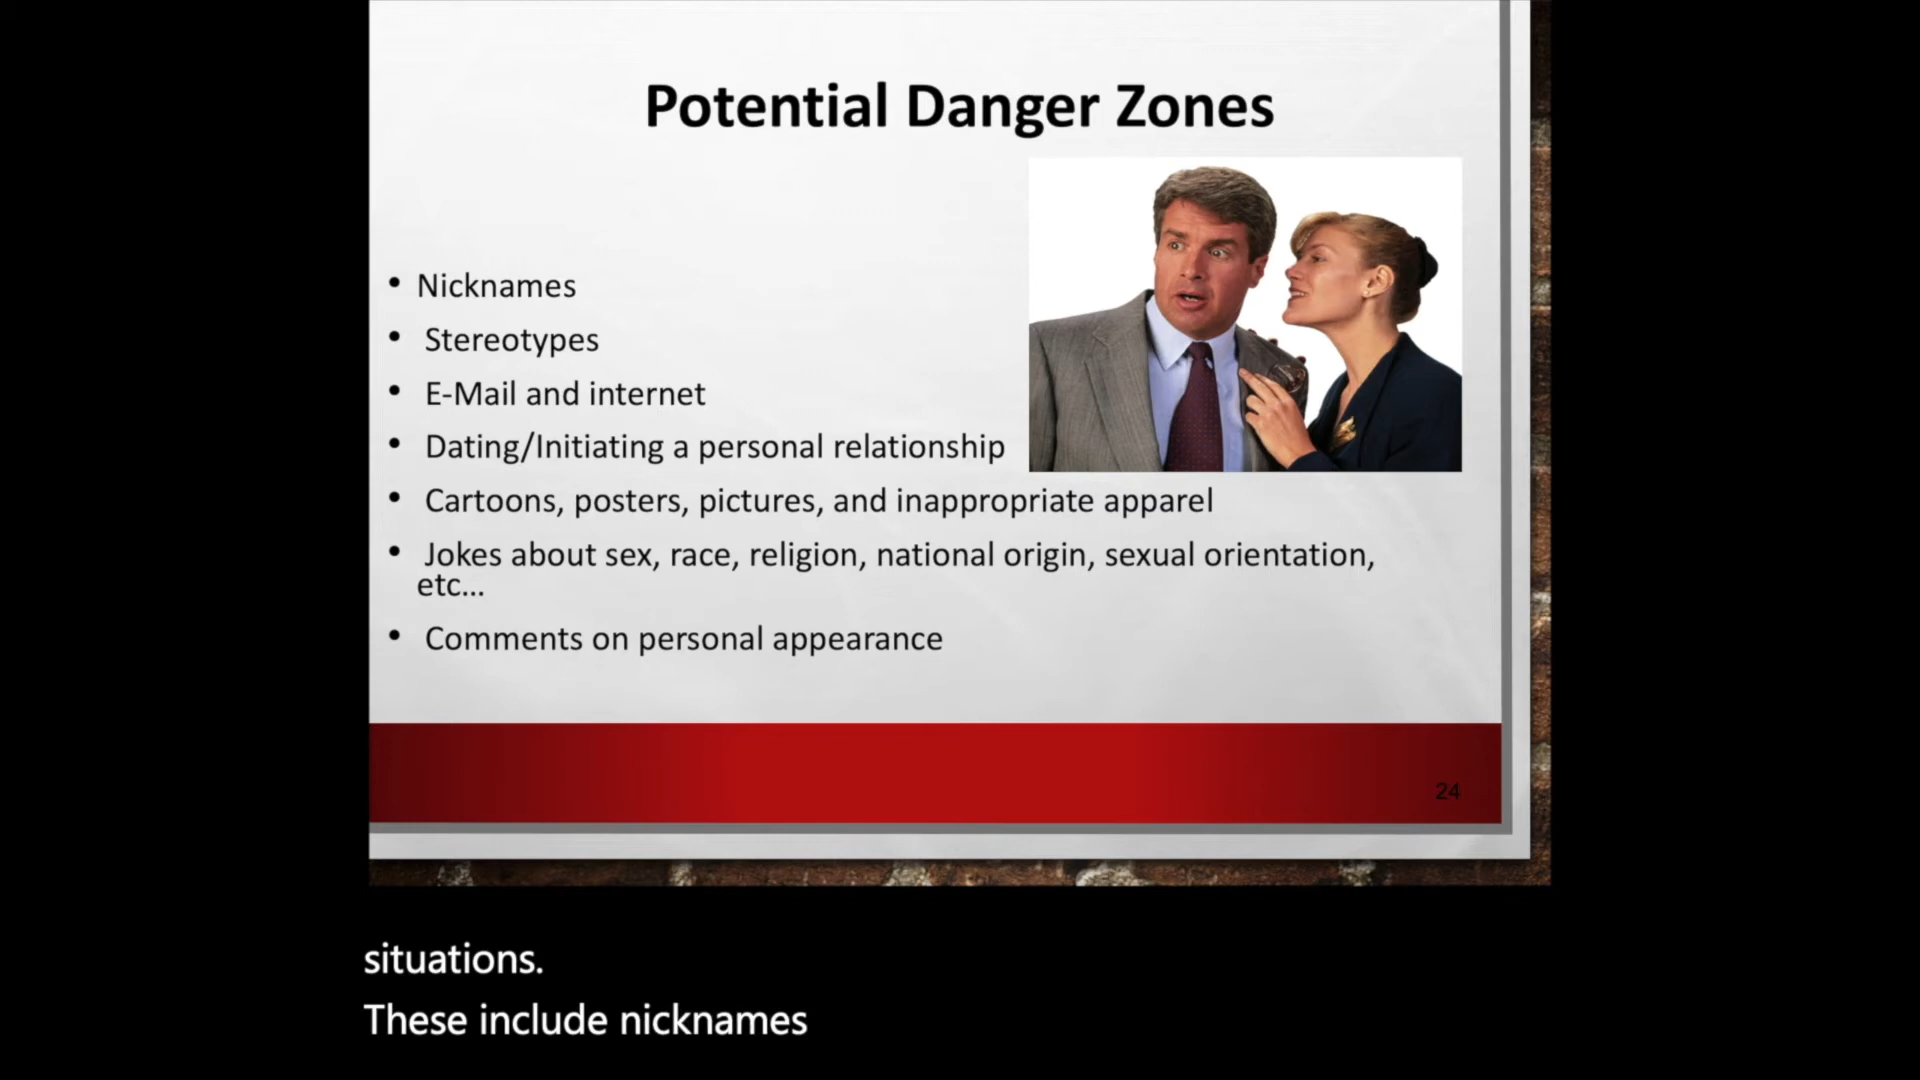 Potential Danger Zones
• Nicknames
• Stereotypes
• E-Mail and internet
• Dating/Initiating a personal relationship
• Cartoons, posters, pictures, and inappropriate apparel
• Jokes about sex, race, religion, national origin, sexual orientation,
etc...
• Comments on personal appearance
24
situations.
These include nicknames